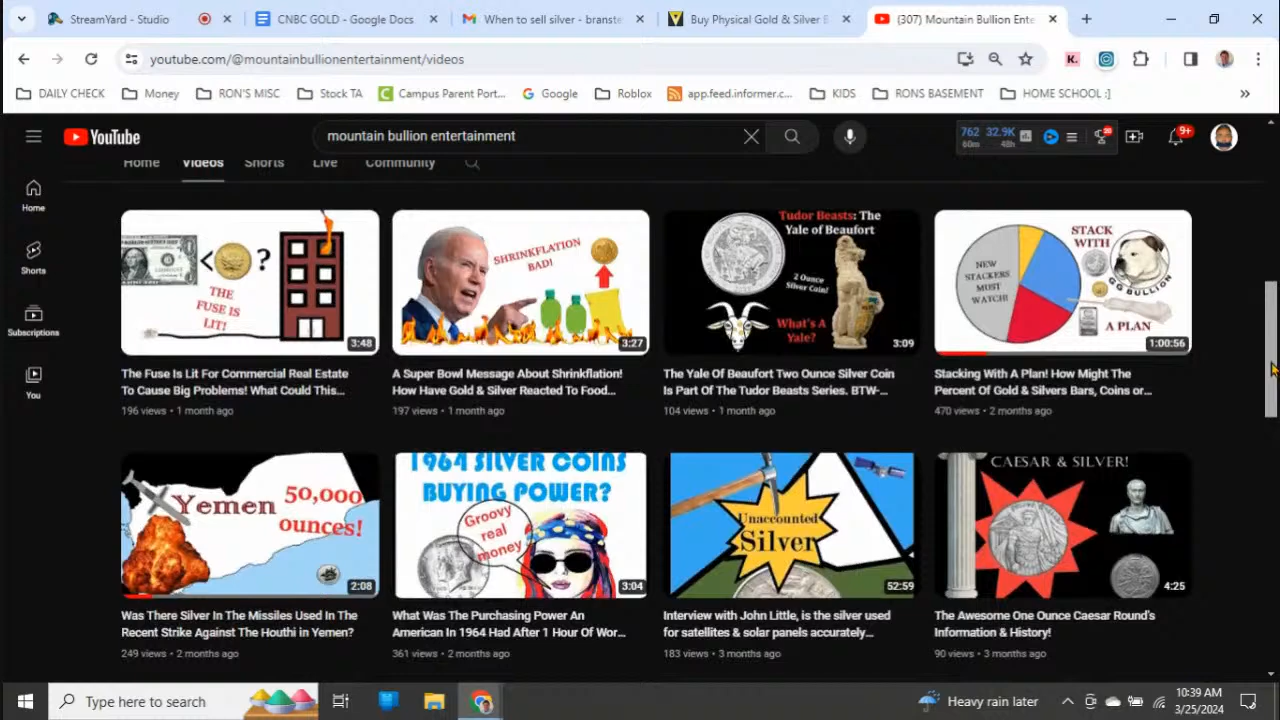 StreamYard - Studio
CNBC GOLD - Google Docs
When to sell silver - branste
Buy Physical Gold & Silver B
(307) Mountain Bullion Ente
youtube.com/@mountainbullionentertainment/videos
DAILY CHECK
Money
RON'S MISC
Stock TA
Campus Parent Port...
Google
Roblox
app.feed.informer.c...
KIDS
RONS BASEMENT
HOME SCHOOL :]
YouTube
mountain bullion entertainment
762
60m
32.9K
48h
9+
Home
Videos
Shorts
Live
Community
Home
Shorts
Subscriptions
You
< ?
THE
FUSE IS
LIT!
3:48
SHRINKFLATION
BAD!
3:27
Tudor Beasts: The
Yale of Beaufort
2 Ounce
Silver Coin!
What's A
Yale?
3:09
NEW
STACKERS
MUST
WATCH!
STACK
WITH
GG BULLION
A PLAN
1:00:56
The Fuse Is Lit For Commercial Real Estate
To Cause Big Problems! What Could This...
196 views • 1 month ago
A Super Bowl Message About Shrinkflation!
How Have Gold & Silver Reacted To Food...
197 views • 1 month ago
The Yale Of Beaufort Two Ounce Silver Coin
Is Part Of The Tudor Beasts Series. BTW-...
104 views • 1 month ago
Stacking With A Plan! How Might The
Percent Of Gold & Silvers Bars, Coins or...
470 views • 2 months ago
Yemen
50,000
ounces!
2:08
1964 SILVER COINS
BUYING POWER?
Groovy
real
money
3:04
Unaccounted
Silver
52:59
CAESAR & SILVER!
4:25
Was There Silver In The Missiles Used In The
Recent Strike Against The Houthi in Yemen?
249 views • 2 months ago
What Was The Purchasing Power An
American In 1964 Had After 1 Hour Of Wor...
361 views • 2 months ago
Interview with John Little, is the silver used
for satellites & solar panels accurately...
183 views • 3 months ago
The Awesome One Ounce Caesar Round's
Information & History!
90 views • 3 months ago
Type here to search
Heavy rain later
10:39 AM
3/25/2024